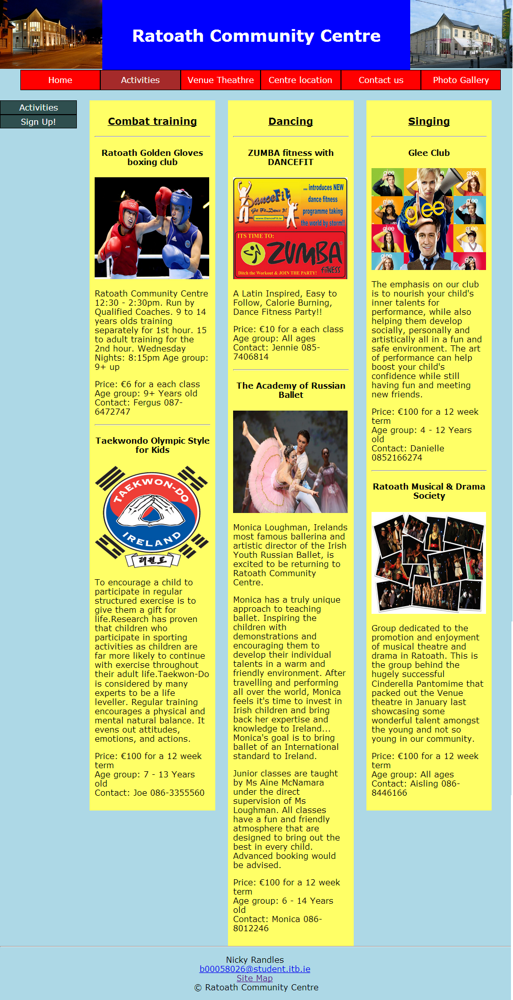 Ratoath Community Centre
Home
Activities
Venue Theathre
Centre location
Contact us
Photo Gallery
Activities
Sign Up!
Combat training
Ratoath Golden Gloves
boxing club
Ratoath Community Centre
12:30 - 2:30pm. Run by
Qualified Coaches. 9 to 14
years olds training
separately for 1st hour. 15
to adult training for the
2nd hour. Wednesday
Nights: 8:15pm Age group:
9+ up
Price: €6 for a each class
Age group: 9+ Years old
Contact: Fergus 087-
6472747
Taekwondo Olympic Style
for Kids
TAEKWON-DO
IRELAND
태권도
To encourage a child to
participate in regular
structured exercise is to
give them a gift for
life.Research has proven
that children who
participate in sporting
activities as children are
far more likely to continue
with exercise throughout
their adult life.Taekwon-Do
is considered by many
experts to be a life
leveller. Regular training
encourages a physical and
mental natural balance. It
evens out attitudes,
emotions, and actions.
Price: €100 for a 12 week
term
Age group: 7 - 13 Years
old
Contact: Joe 086-3355560
Dancing
ZUMBA fitness with
DANCEFIT
DanceFit
Get Fit...Dance It!
www.DanceFit.ie
... introduces NEW
dance fitness
programme taking
the world by storm!!
ITS TIME TO:
ZUMBA
FITNESS
Ditch the Workout & JOIN THE PARTY!
A Latin Inspired, Easy to
Follow, Calorie Burning,
Dance Fitness Party!!
Price: €10 for a each class
Age group: All ages
Contact: Jennie 085-
7406814
The Academy of Russian
Ballet
Monica Loughman, Irelands
most famous ballerina and
artistic director of the Irish
Youth Russian Ballet, is
excited to be returning to
Ratoath Community
Centre.
Monica has a truly unique
approach to teaching
ballet. Inspiring the
children with
demonstrations and
encouraging them to
develop their individual
talents in a warm and
friendly environment. After
travelling and performing
all over the world, Monica
feels it's time to invest in
Irish children and bring
back her expertise and
knowledge to Ireland...
Monica's goal is to bring
ballet of an International
standard to Ireland.
Junior classes are taught
by Ms Aine McNamara
under the direct
supervision of Ms
Loughman. All classes
have a fun and friendly
atmosphere that are
designed to bring out the
best in every child.
Advanced booking would
be advised.
Price: €100 for a 12 week
term
Age group: 6 - 14 Years
old
Contact: Monica 086-
8012246
Singing
Glee Club
glee
glee
glee
glee
glee
glee
glee
glee
glee
The emphasis on our club
is to nourish your child's
inner talents for
performance, while also
helping them develop
socially, personally and
artistically all in a fun and
safe environment. The art
of performance can help
boost your child's
confidence while still
having fun and meeting
new friends.
Price: €100 for a 12 week
term
Age group: 4 - 12 Years
old
Contact: Danielle
0852166274
Ratoath Musical & Drama
Society
Group dedicated to the
promotion and enjoyment
of musical theatre and
drama in Ratoath. This is
the group behind the
hugely successful
Cinderella Pantomime that
packed out the Venue
theatre in January last
showcasing some
wonderful talent amongst
the young and not so
young in our community.
Price: €100 for a 12 week
term
Age group: All ages
Contact: Aisling 086-
8446166
Nicky Randles
b00058026@student.itb.ie
Site Map
© Ratoath Community Centre